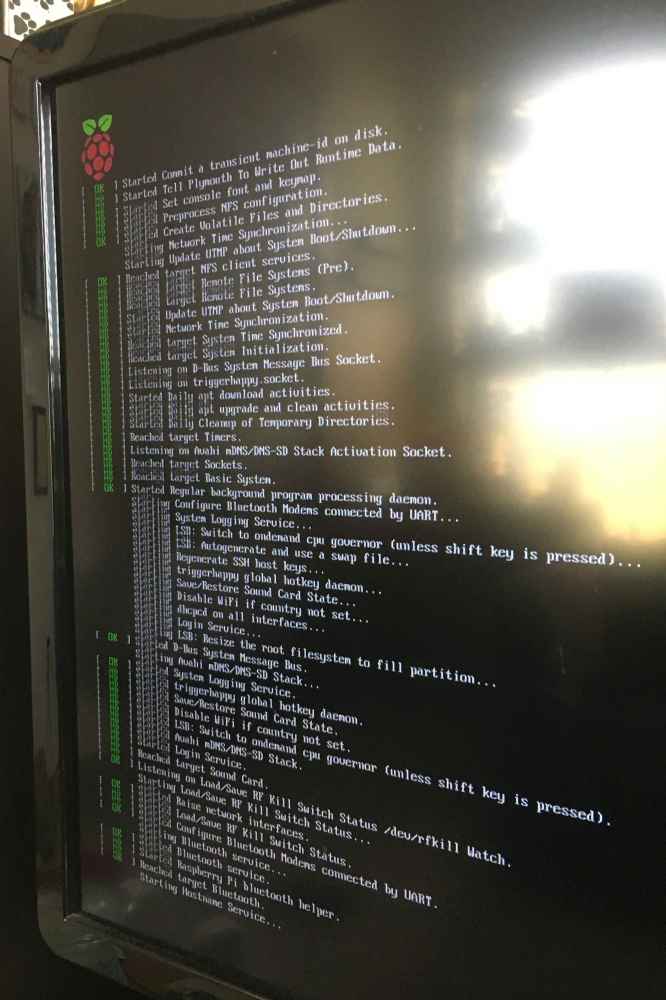 [ OK ] Started Commit a transient machine-id on disk.
[ OK ] Started Tell Plymouth To Write Out Runtime Data.
[ OK ] Started Set console font and keymap.
[ OK ] Started Preprocess NFS configuration.
[ OK ] Started Create Volatile Files and Directories.
Starting Network Time Synchronization...
Starting Update UTMP about System Boot/Shutdown...
[ OK ] Reached target NFS client services.
[ OK ] Reached target Remote File Systems (Pre).
[ OK ] Reached target Remote File Systems.
[ OK ] Started Update UTMP about System Boot/Shutdown.
[ OK ] Started Network Time Synchronization.
[ OK ] Reached target System Time Synchronized.
[ OK ] Reached target System Initialization.
[ OK ] Listening on D-Bus System Message Bus Socket.
[ OK ] Listening on triggerhappy.socket.
[ OK ] Started Daily apt download activities.
[ OK ] Started Daily apt upgrade and clean activities.
[ OK ] Started Daily Cleanup of Temporary Directories.
[ OK ] Reached target Timers.
[ OK ] Listening on Avahi mDNS/DNS-SD Stack Activation Socket.
[ OK ] Reached target Sockets.
[ OK ] Reached target Basic System.
[ OK ] Started Regular background program processing daemon.
Starting Configure Bluetooth Modems connected by UART...
Starting System Logging Service...
Starting LSB: Switch to ondemand cpu governor (unless shift key is pressed)...
Starting LSB: Autogenerate and use a swap file...
Starting Regenerate SSH host keys...
Starting triggerhappy global hotkey daemon...
Starting Save/Restore Sound Card State...
Starting Disable WiFi if country not set...
Starting dhcpcd on all interfaces...
Starting Login Service...
Starting LSB: Resize the root filesystem to fill partition...
[ OK ] Started D-Bus System Message Bus.
Starting Avahi mDNS/DNS-SD Stack...
[ OK ] Started System Logging Service.
[ OK ] Started triggerhappy global hotkey daemon.
[ OK ] Started Save/Restore Sound Card State.
[ OK ] Started Disable WiFi if country not set.
[ OK ] Started LSB: Switch to ondemand cpu governor (unless shift key is pressed).
[ OK ] Started Avahi mDNS/DNS-SD Stack.
[ OK ] Started Login Service.
[ OK ] Reached target Sound Card.
[ OK ] Listening on Load/Save RF Kill Switch Status /dev/rfkill Watch.
Starting Load/Save RF Kill Switch Status...
[ OK ] Started Raise network interfaces.
[ OK ] Started Load/Save RF Kill Switch Status.
[ OK ] Started Configure Bluetooth Modems connected by UART.
Starting Bluetooth service...
[ OK ] Started Bluetooth service.
[ OK ] Started Raspberry Pi bluetooth helper.
[ OK ] Reached target Bluetooth.
Starting Hostname Service...